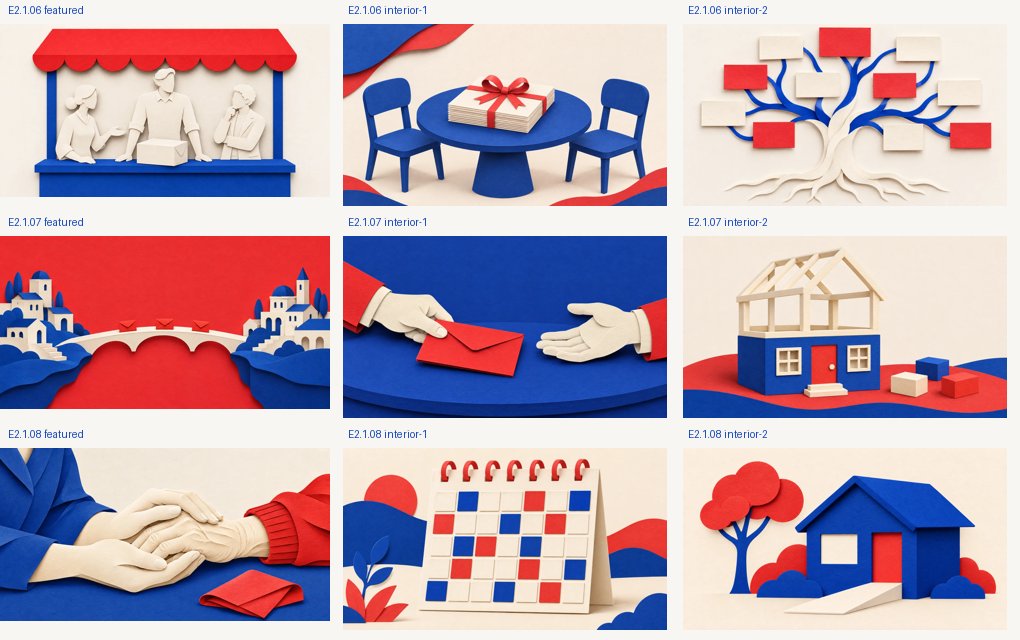 E2.1.06 featured
E2.1.06 interior-1
E2.1.06 interior-2
E2.1.07 featured
E2.1.07 interior-1
E2.1.07 interior-2
E2.1.08 featured
E2.1.08 interior-1
E2.1.08 interior-2